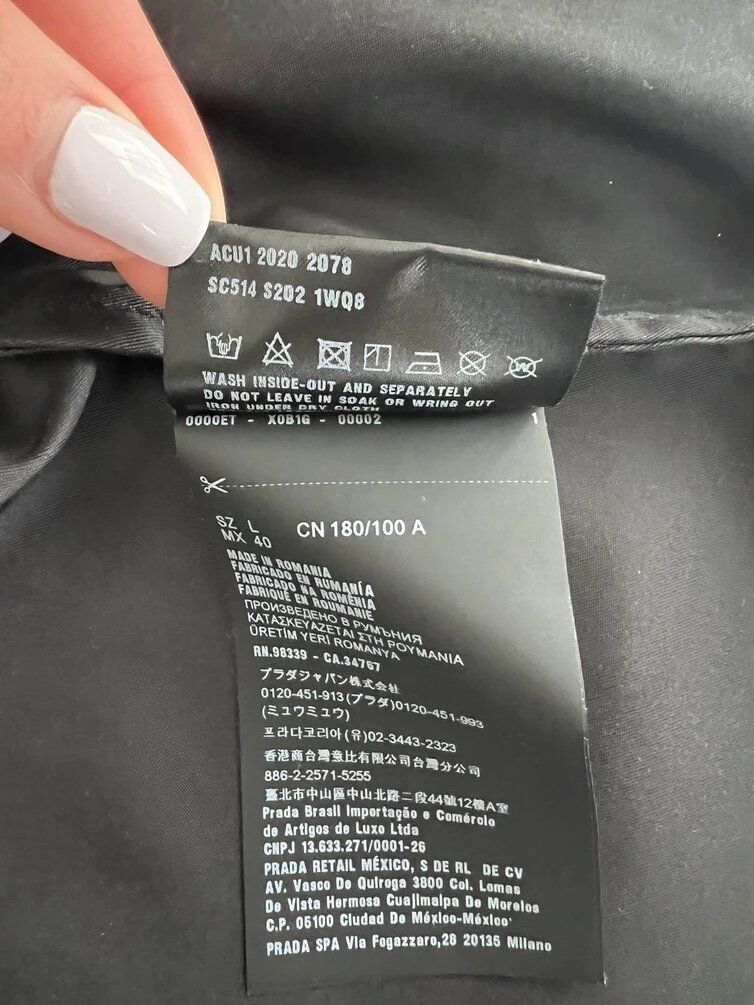 ACU1 2020 2078
SC514 S202 1WQ8
WASH INSIDE-OUT AND SEPARATELY
DO NOT LEAVE IN SOAK OR WRING OUT
IRON UNDER DRY CLOTH
0000ET - X0B1G - 00002 1
SZ L
MX 40
CN 180/100 A
MADE IN ROMANIA
FABRICADO EN RUMANÍA
FABRICADO NA ROMÉNIA
FABRIQUÉ EN ROUMANIE
ПРОИЗВЕДЕНО В РУМЪНИЯ
ΚΑΤΑΣΚΕΥΑΖΕΤΑΙ ΣΤΗ ΡΟΥΜΑΝΙΑ
ÜRETİM YERİ ROMANYA
RN.98339 - CA.34767
プラダジャパン株式会社
0120-451-913(プラダ)0120-451-993
(ミュウミュウ)
프라다코리아(유)02-3443-2323
香港商台灣意比有限公司台灣分公司
886-2-2571-5255
臺北市中山區中山北路二段44號12樓A室
Prada Brasil Importação e Comércio
de Artigos de Luxo Ltda
CNPJ 13.633.271/0001-26
PRADA RETAIL MÉXICO, S DE RL DE CV
AV. Vasco De Quiroga 3800 Col. Lomas
De Vista Hermosa Cuajimalpa De Morelos
C.P. 05100 Ciudad De México-México
PRADA SPA Via Fogazzaro,28 20135 Milano